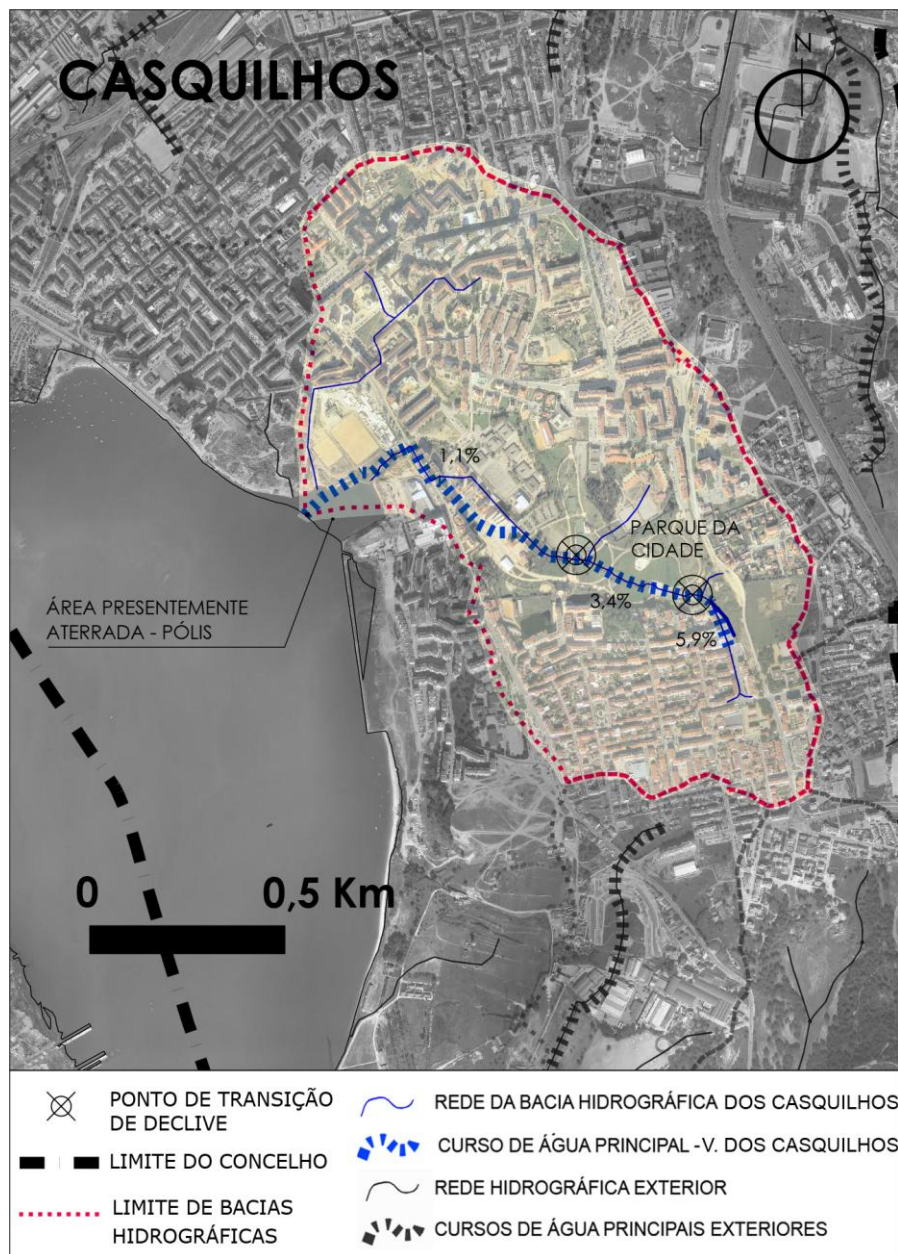 CASQUILHOS
N
1,1%
PARQUE DA
CIDADE
3,4%
5,9%
ÁREA PRESENTEMENTE
ATERRADA - PÓLIS
0 0,5 Km
PONTO DE TRANSIÇÃO
DE DECLIVE
LIMITE DO CONCELHO
LIMITE DE BACIAS
HIDROGRÁFICAS
REDE DA BACIA HIDROGRÁFICA DOS CASQUILHOS
CURSO DE ÁGUA PRINCIPAL -V. DOS CASQUILHOS
REDE HIDROGRÁFICA EXTERIOR
CURSOS DE ÁGUA PRINCIPAIS EXTERIORES